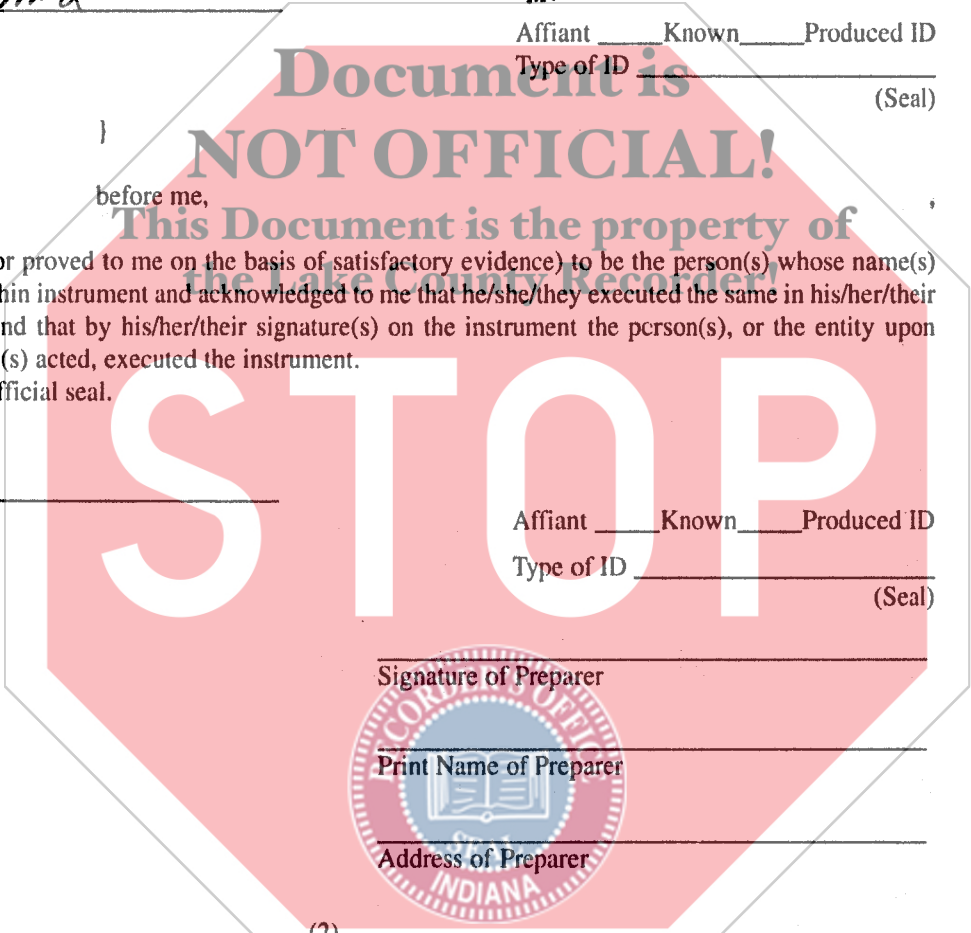 Affiant _____Known_____Produced ID
Type of ID
(Seal)
Document is
NOT OFFICIAL!
}
before me, ,
This Document is the property of
the Lake County Recorder!
or proved to me on the basis of satisfactory evidence) to be the person(s) whose name(s)
hin instrument and acknowledged to me that he/she/they executed the same in his/her/their
nd that by his/her/their signature(s) on the instrument the person(s), or the entity upon
(s) acted, executed the instrument.
fficial seal.
STOP
Affiant _____Known_____Produced ID
Type of ID
(Seal)
Signature of Preparer
Print Name of Preparer
Address of Preparer
RECORDER'S OFFICE
SEAL
INDIANA
(2)